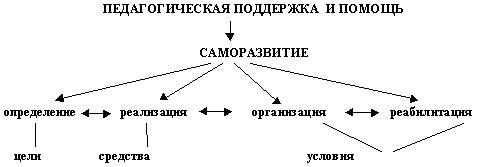 ПЕДАГОГИЧЕСКАЯ ПОДДЕРЖКА И ПОМОЩЬ
САМОРАЗВИТИЕ
определение реализация организация реабилитация
цели средства условия